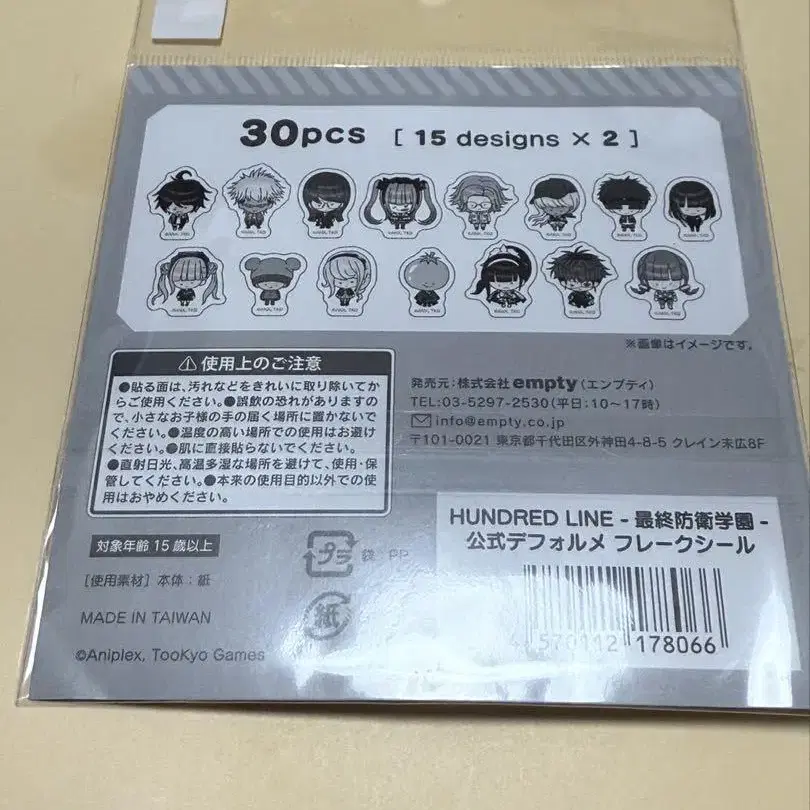 30pcs [ 15 designs × 2 ]
※画像はイメージです。
⚠使用上のご注意
●貼る面は、汚れなどをきれいに取り除いてか
らご使用ください。●誤飲の恐れがありますの
で、小さなお子様の手の届く場所に置かないで
ください。●温度の高い場所での使用はお避け
ください。●肌に直接貼らないでください。
●直射日光、高温多湿な場所を避けて、使用・保
管してください。●本来の使用目的以外での使
用はおやめください。
発売元:株式会社empty(エンプティ)
TEL:03-5297-2530(平日:10~17時)
info@empty.co.jp
〒101-0021 東京都千代田区外神田4-8-5 クレイン末広8F
対象年齢15歳以上
[使用素材]本体:紙
MADE IN TAIWAN
©Aniplex, TooKyo Games
プラ 袋 PP
紙
HUNDRED LINE - 最終防衛学園 -
公式デフォルメ フレークシール
4 570112 178066